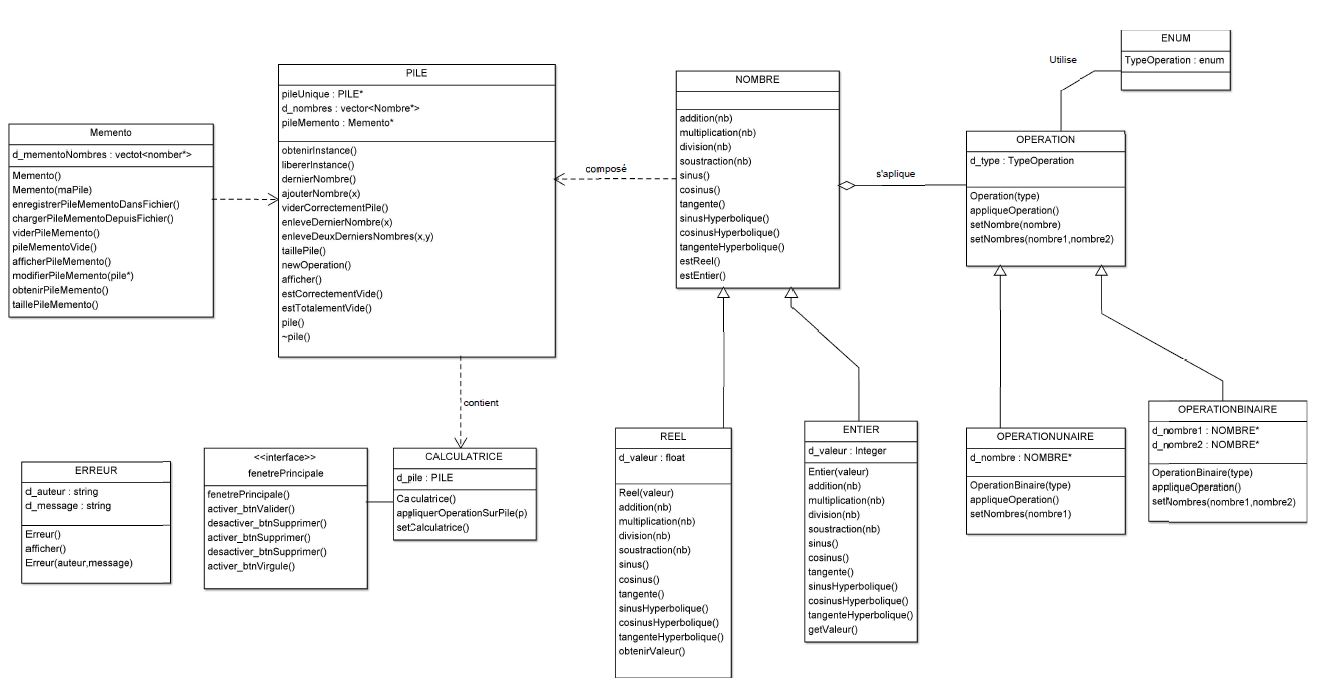 ENUM
TypeOperation : enum
Utilise
PILE
pileUnique : PILE*
d_nombres : vector<Nombre*>
pileMemento : Memento*
obtenirInstance()
libererInstance()
dernierNombre()
ajouterNombre(x)
viderCorrectementPile()
enleveDernierNombre(x)
enleveDeuxDerniersNombres(x,y)
taillePile()
newOperation()
afficher()
estCorrectementVide()
estTotalementVide()
pile()
~pile()
NOMBRE
addition(nb)
multiplication(nb)
division(nb)
soustraction(nb)
sinus()
cosinus()
tangente()
sinusHyperbolique()
cosinusHyperbolique()
tangenteHyperbolique()
estReel()
estEntier()
Memento
d_mementoNombres : vectot<nomber*>
Memento()
Memento(maPile)
enregistrerPileMementoDansFichier()
chargerPileMementoDepuisFichier()
viderPileMemento()
pileMementoVide()
afficherPileMemento()
modifierPileMemento(pile*)
obtenirPileMemento()
taillePileMemento()
OPERATION
d_type : TypeOperation
Operation(type)
appliqueOperation()
setNombre(nombre)
setNombres(nombre1,nombre2)
composé
s'aplique
contient
ERREUR
d_auteur : string
d_message : string
Erreur()
afficher()
Erreur(auteur,message)
<<interface>>
fenetrePrincipale
fenetrePrincipale()
activer_btnValider()
desactiver_btnSupprimer()
activer_btnSupprimer()
desactiver_btnSupprimer()
activer_btnVirgule()
CALCULATRICE
d_pile : PILE
Calculatrice()
appliquerOperationSurPile(p)
setCalculatrice()
REEL
d_valeur : float
Reel(valeur)
addition(nb)
multiplication(nb)
division(nb)
soustraction(nb)
sinus()
cosinus()
tangente()
sinusHyperbolique()
cosinusHyperbolique()
tangenteHyperbolique()
obtenirValeur()
ENTIER
d_valeur : Integer
Entier(valeur)
addition(nb)
multiplication(nb)
division(nb)
soustraction(nb)
sinus()
cosinus()
tangente()
sinusHyperbolique()
cosinusHyperbolique()
tangenteHyperbolique()
getValeur()
OPERATIONUNAIRE
d_nombre : NOMBRE*
OperationBinaire(type)
appliqueOperation()
setNombres(nombre1)
OPERATIONBINAIRE
d_nombre1 : NOMBRE*
d_nombre2 : NOMBRE*
OperationBinaire(type)
appliqueOperation()
setNombres(nombre1,nombre2)